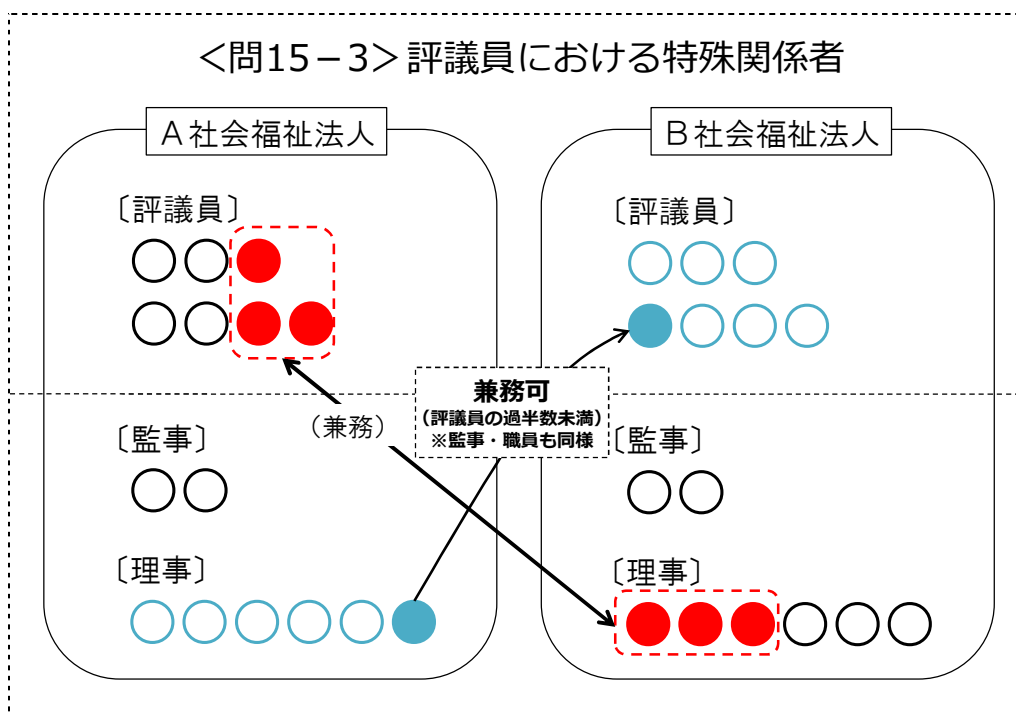 ＜問15－3＞評議員における特殊関係者
Ａ社会福祉法人
Ｂ社会福祉法人
〔評議員〕
〔評議員〕
兼務可
（評議員の過半数未満）
※監事・職員も同様
（兼務）
〔監事〕
〔監事〕
〔理事〕
〔理事〕